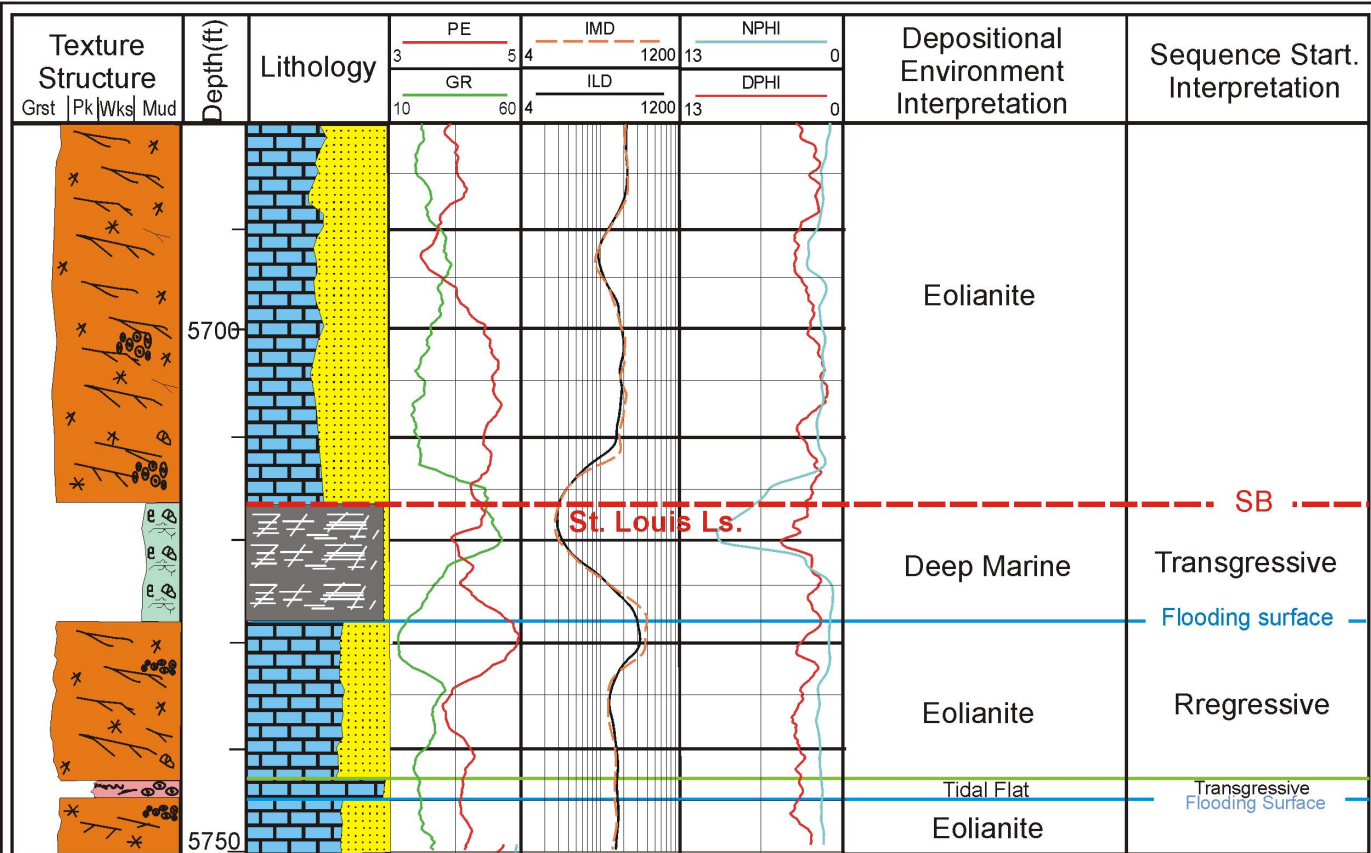 Texture
Structure
Grst Pk Wks Mud
Depth(ft)
Lithology
PE
3 5
GR
10 60
IMD
4 1200
ILD
4 1200
NPHI
13 0
DPHI
13 0
Depositional
Environment
Interpretation
Sequence Start.
Interpretation
Eolianite
5700
SB
St. Louis Ls.
Deep Marine
Transgressive
Flooding surface
Eolianite
Rregressive
Tidal Flat
Transgressive
Flooding Surface
Eolianite
5750